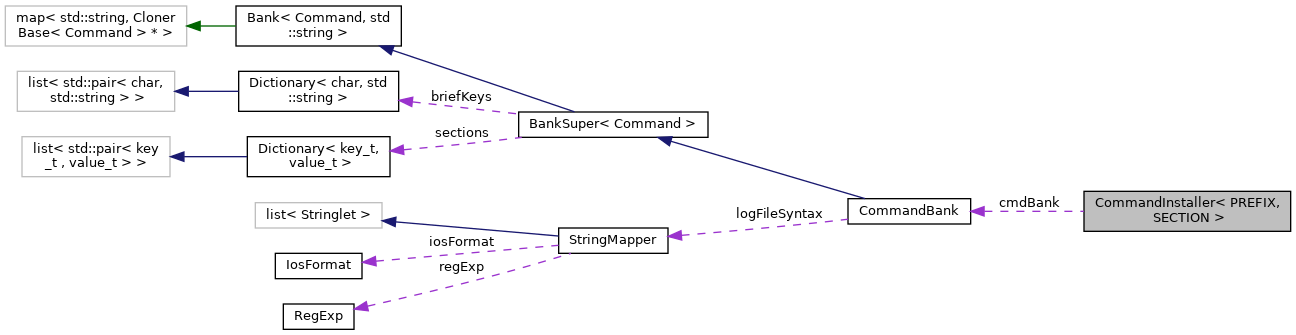 map< std::string, Cloner
Base< Command > * >
Bank< Command, std
::string >
list< std::pair< char,
std::string > >
Dictionary< char, std
::string >
briefKeys
BankSuper< Command >
sections
list< std::pair< key
_t , value_t > >
Dictionary< key_t,
value_t >
CommandInstaller< PREFIX,
SECTION >
cmdBank
CommandBank
logFileSyntax
list< Stringlet >
StringMapper
iosFormat
IosFormat
regExp
RegExp